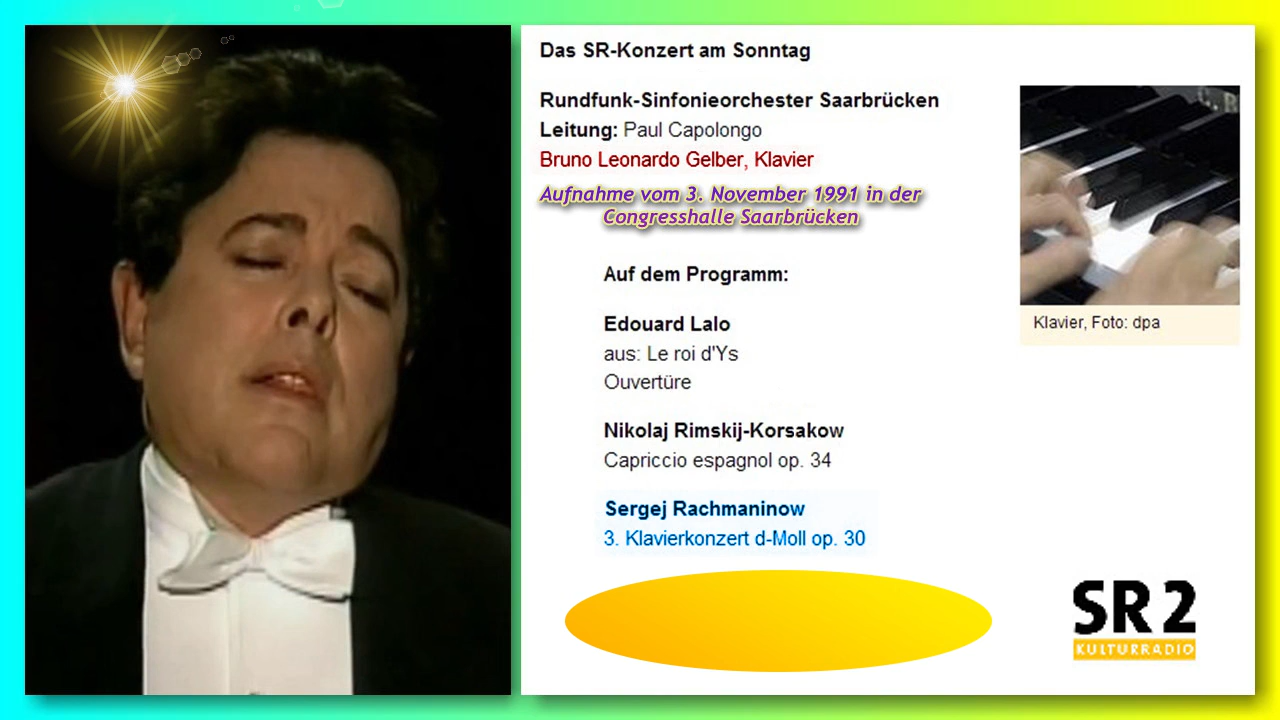 Das SR-Konzert am Sonntag
Rundfunk-Sinfonieorchester Saarbrücken
Leitung: Paul Capolongo
Bruno Leonardo Gelber, Klavier
Aufnahme vom 3. November 1991 in der
Congresshalle Saarbrücken
Auf dem Programm:
Edouard Lalo
aus: Le roi d'Ys
Ouvertüre
Nikolaj Rimskij-Korsakow
Capriccio espagnol op. 34
Sergej Rachmaninow
3. Klavierkonzert d-Moll op. 30
Klavier, Foto: dpa
SR 2
KULTURRADIO